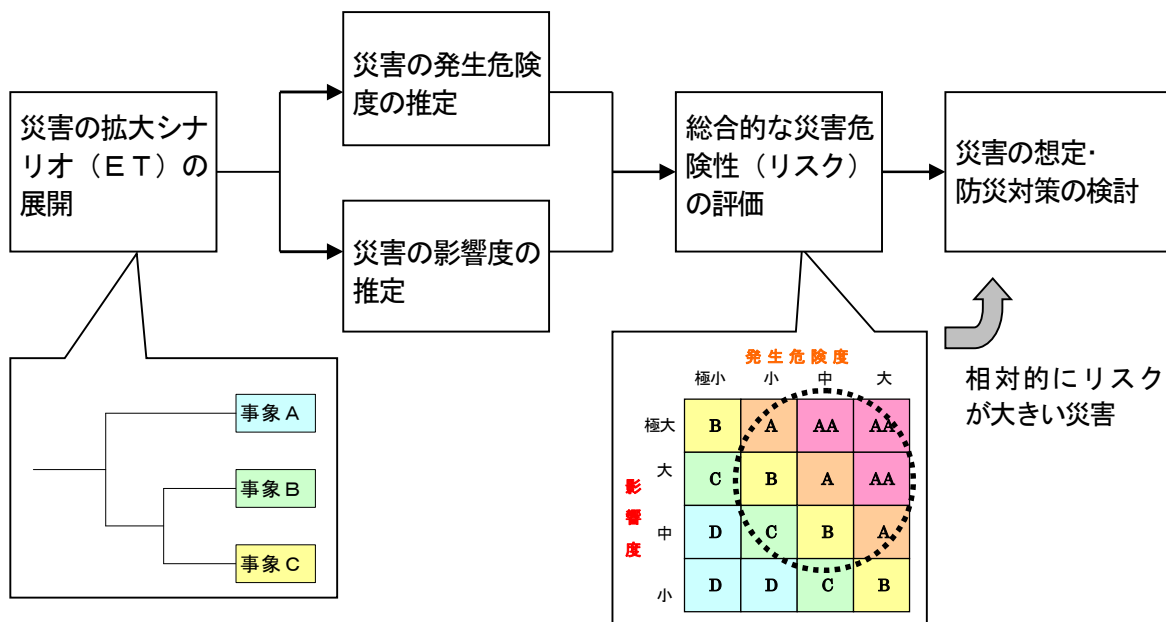 災害の拡大シナ
リオ（ＥＴ）の
展開
災害の発生危険
度の推定
災害の影響度の
推定
総合的な災害危
険性（リスク）
の評価
災害の想定・
防災対策の検討
事象Ａ
事象Ｂ
事象Ｃ
発生危険度
極小 小 中 大
影響度
極大 B A AA AA
大 C B A AA
中 D C B A
小 D D C B
相対的にリスク
が大きい災害